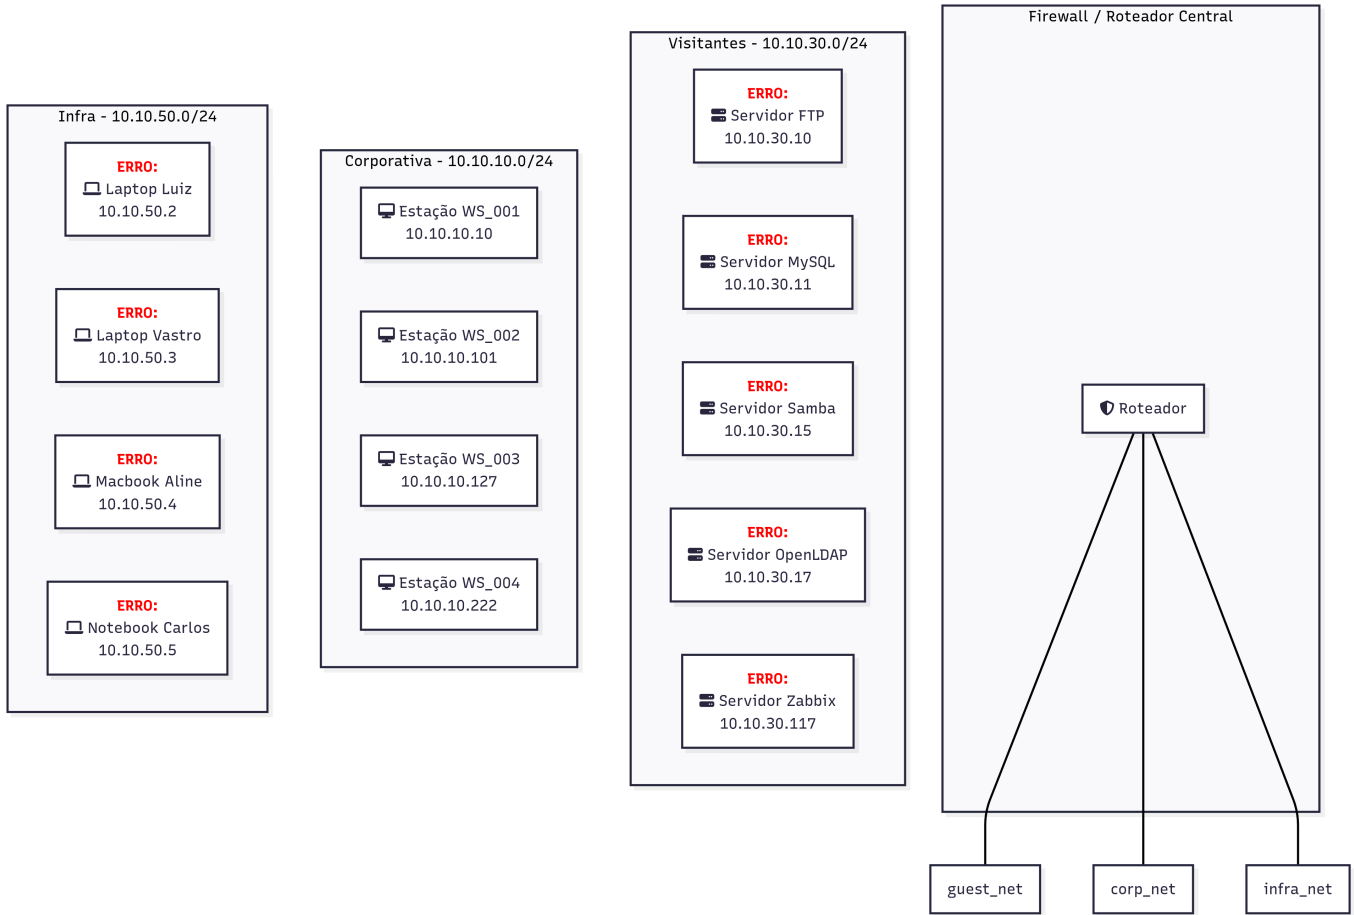 Infra - 10.10.50.0/24
ERRO:
Laptop Luiz
10.10.50.2
ERRO:
Laptop Vastro
10.10.50.3
ERRO:
Macbook Aline
10.10.50.4
ERRO:
Notebook Carlos
10.10.50.5
Corporativa - 10.10.10.0/24
Estação WS_001
10.10.10.10
Estação WS_002
10.10.10.101
Estação WS_003
10.10.10.127
Estação WS_004
10.10.10.222
Visitantes - 10.10.30.0/24
ERRO:
Servidor FTP
10.10.30.10
ERRO:
Servidor MySQL
10.10.30.11
ERRO:
Servidor Samba
10.10.30.15
ERRO:
Servidor OpenLDAP
10.10.30.17
ERRO:
Servidor Zabbix
10.10.30.117
Firewall / Roteador Central
Roteador
guest_net
corp_net
infra_net